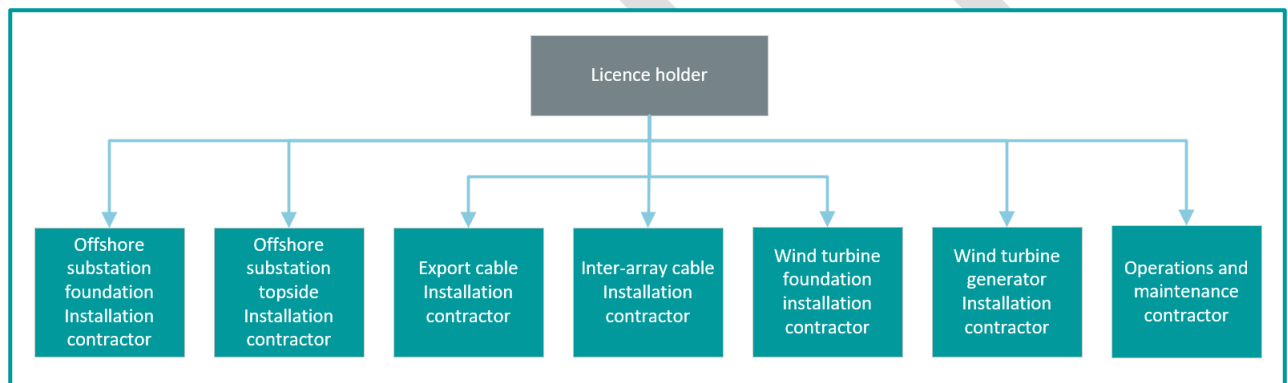 Licence holder
Offshore
substation
foundation
Installation
contractor
Offshore
substation
topside
Installation
contractor
Export cable
Installation
contractor
Inter-array cable
Installation
contractor
Wind turbine
foundation
installation
contractor
Wind turbine
generator
Installation
contractor
Operations and
maintenance
contractor